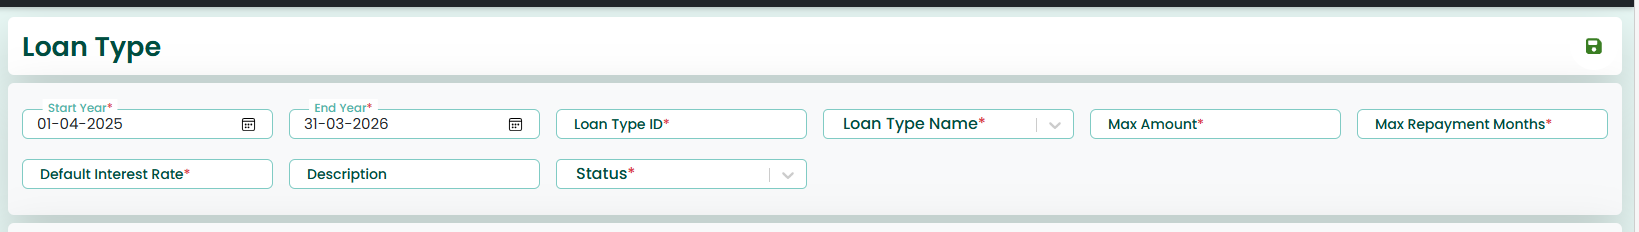 Loan Type
Start Year* End Year*
01-04-2025 31-03-2026 Loan Type ID* Loan Type Name* Max Amount* Max Repayment Months*
Default Interest Rate* Description Status*